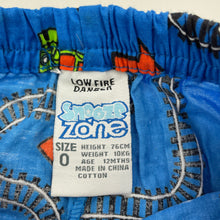 LOW FIRE
DANGER
SNOOZE
ZONE
SIZE
0
HEIGHT 76CM
WEIGHT 10KG
AGE 12MTHS
MADE IN CHINA
COTTON